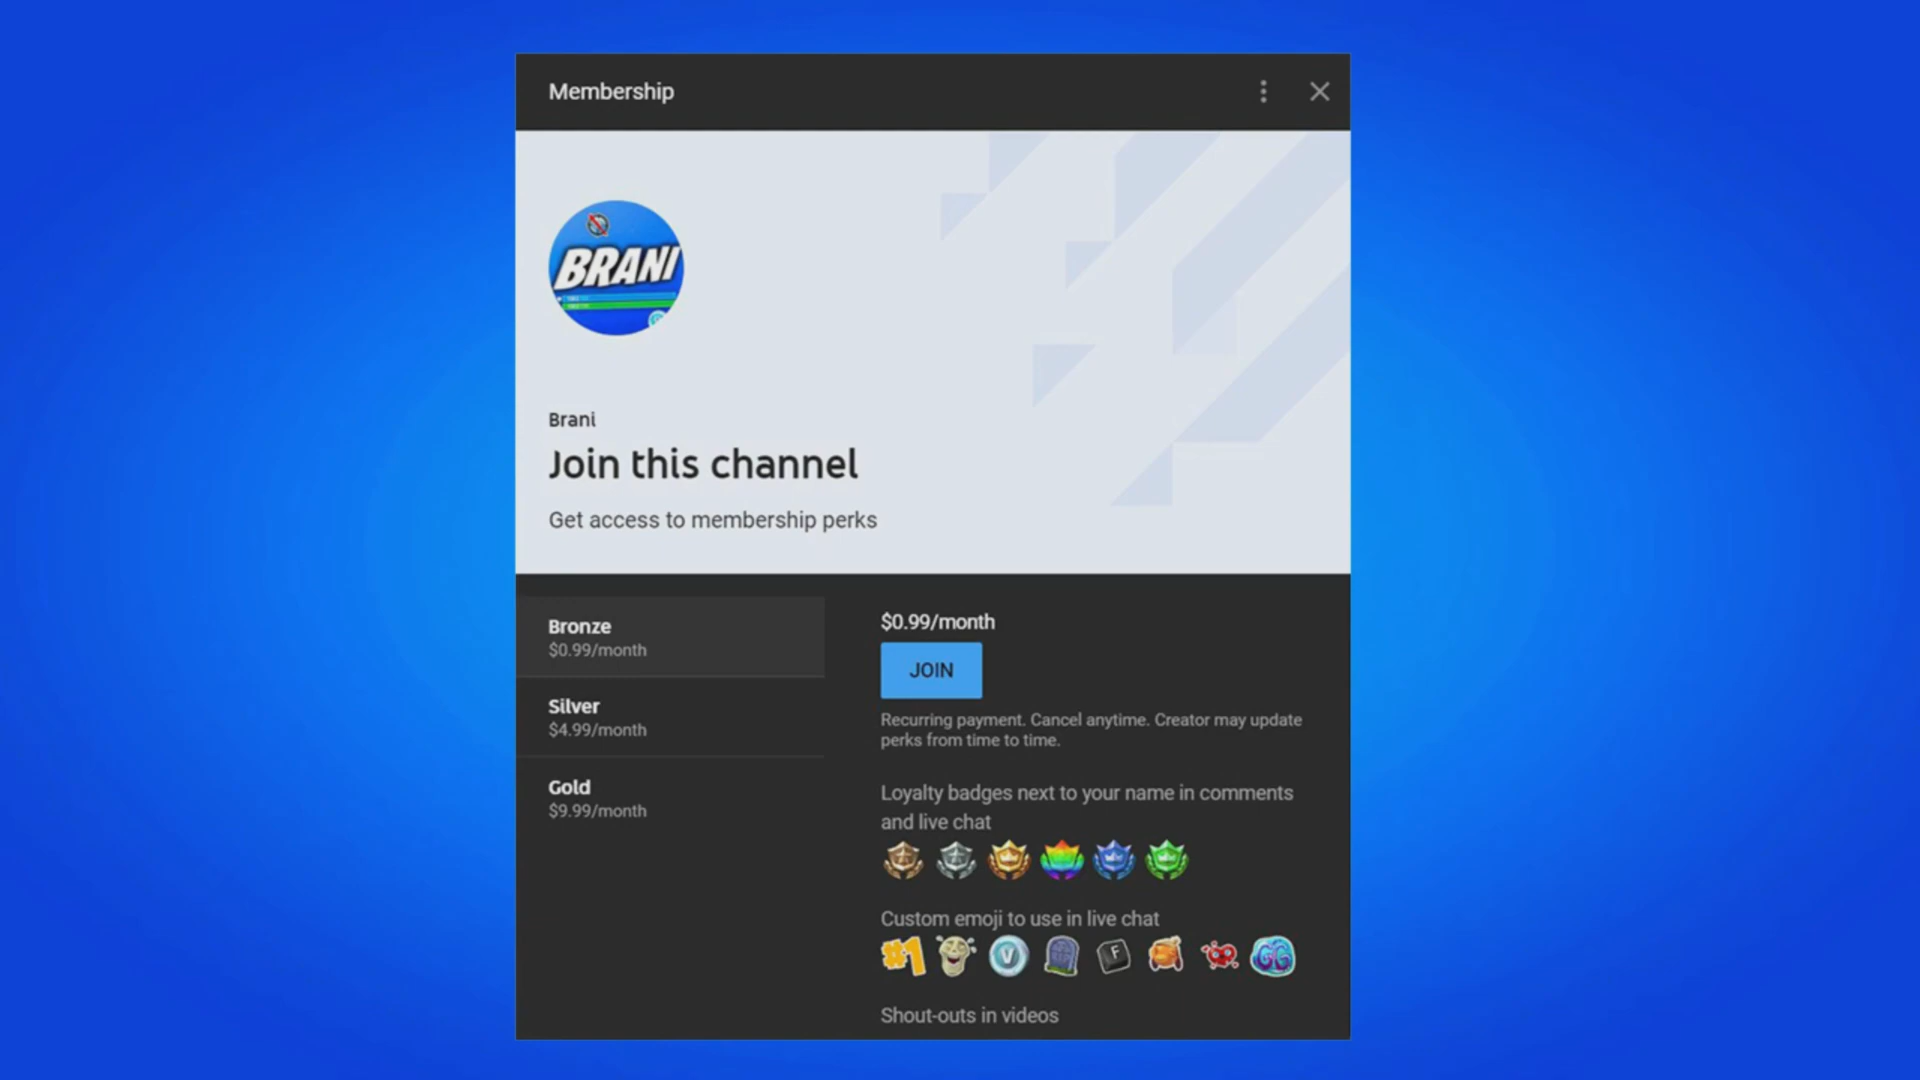 Membership
BRANI
Brani
Join this channel
Get access to membership perks
Bronze
$0.99/month
Silver
$4.99/month
Gold
$9.99/month
$0.99/month
JOIN
Recurring payment. Cancel anytime. Creator may update
perks from time to time.
Loyalty badges next to your name in comments
and live chat
Custom emoji to use in live chat
#1 V RIP F GG
Shout-outs in videos